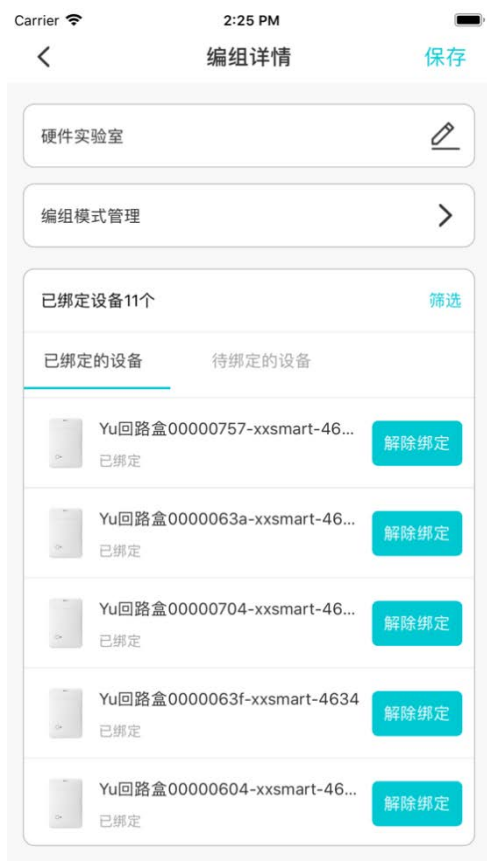 Carrier 2:25 PM
编组详情 保存
硬件实验室
编组模式管理
已绑定设备11个 筛选
已绑定的设备 待绑定的设备
Yu回路盒00000757-xxsmart-46...
已绑定
解除绑定
Yu回路盒0000063a-xxsmart-46...
已绑定
解除绑定
Yu回路盒00000704-xxsmart-46...
已绑定
解除绑定
Yu回路盒0000063f-xxsmart-4634
已绑定
解除绑定
Yu回路盒00000604-xxsmart-46...
已绑定
解除绑定